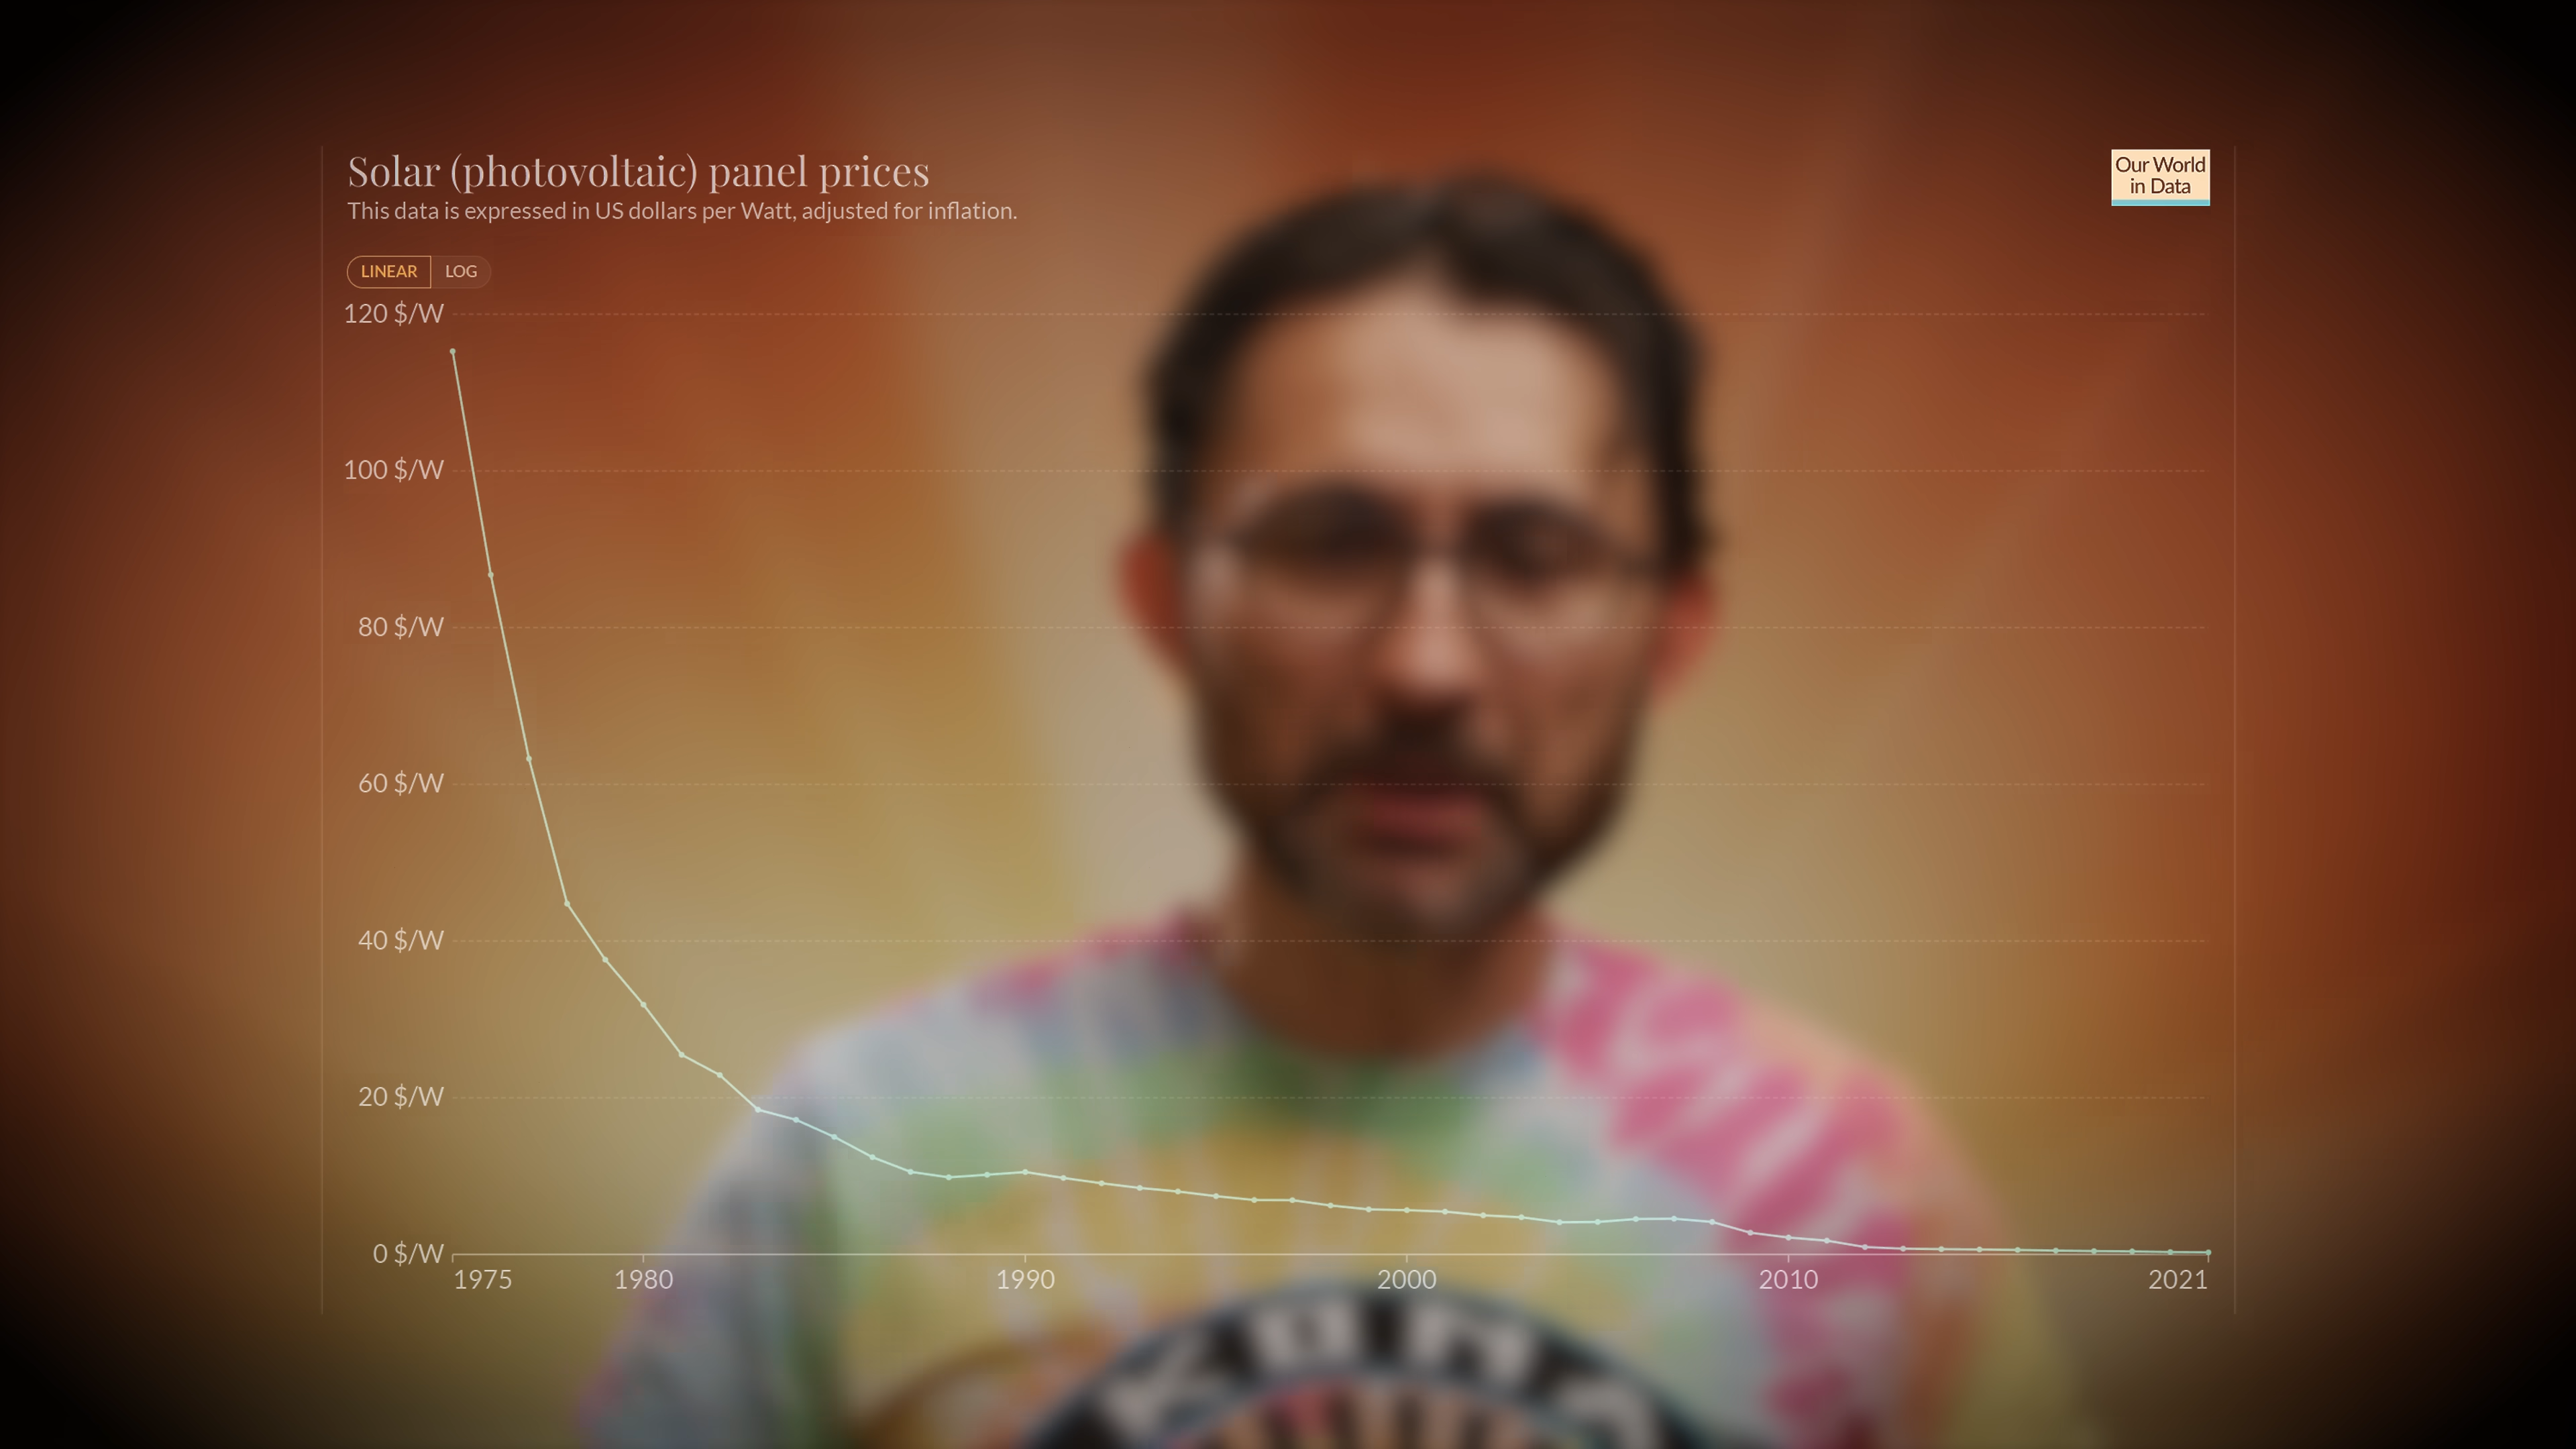 Solar (photovoltaic) panel prices
This data is expressed in US dollars per Watt, adjusted for inflation.
Our World
in Data
LINEAR LOG
120 $/W
100 $/W
80 $/W
60 $/W
40 $/W
20 $/W
0 $/W
1975 1980 1990 2000 2010 2021